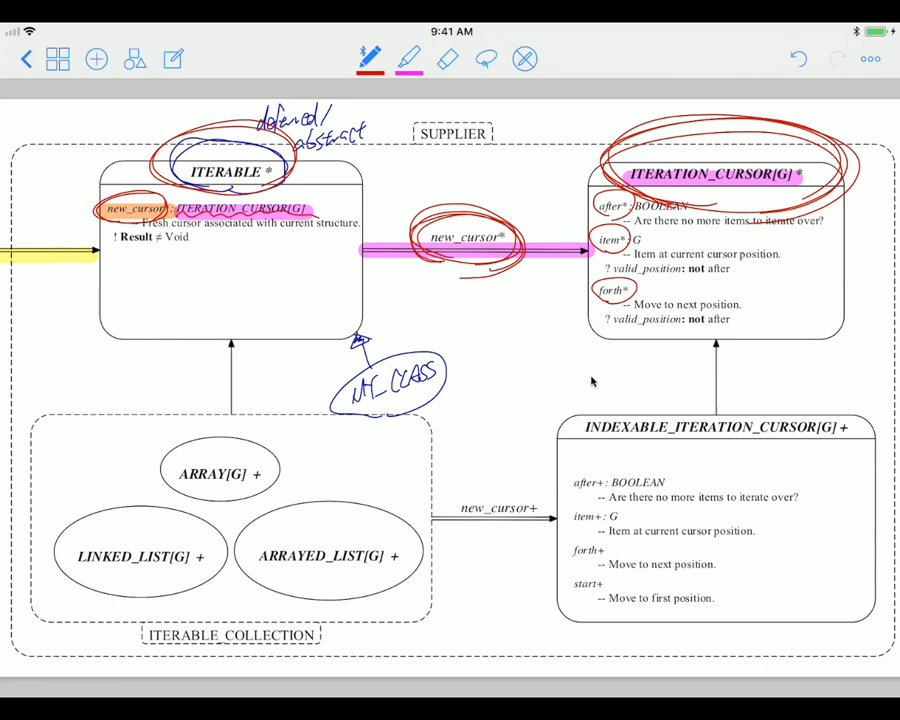 9:41 AM
deferred/
abstract
SUPPLIER
ITERABLE *
new_cursor*: ITERATION_CURSOR[G]
-- Fresh cursor associated with current structure.
! Result ≠ Void
new_cursor*
ITERATION_CURSOR[G] *
after*: BOOLEAN
-- Are there no more items to iterate over?
item*: G
-- Item at current cursor position.
? valid_position: not after
forth*
-- Move to next position.
? valid_position: not after
MY_CLASS
ARRAY[G] +
LINKED_LIST[G] +
ARRAYED_LIST[G] +
ITERABLE_COLLECTION
new_cursor+
INDEXABLE_ITERATION_CURSOR[G] +
after+: BOOLEAN
-- Are there no more items to iterate over?
item+: G
-- Item at current cursor position.
forth+
-- Move to next position.
start+
-- Move to first position.